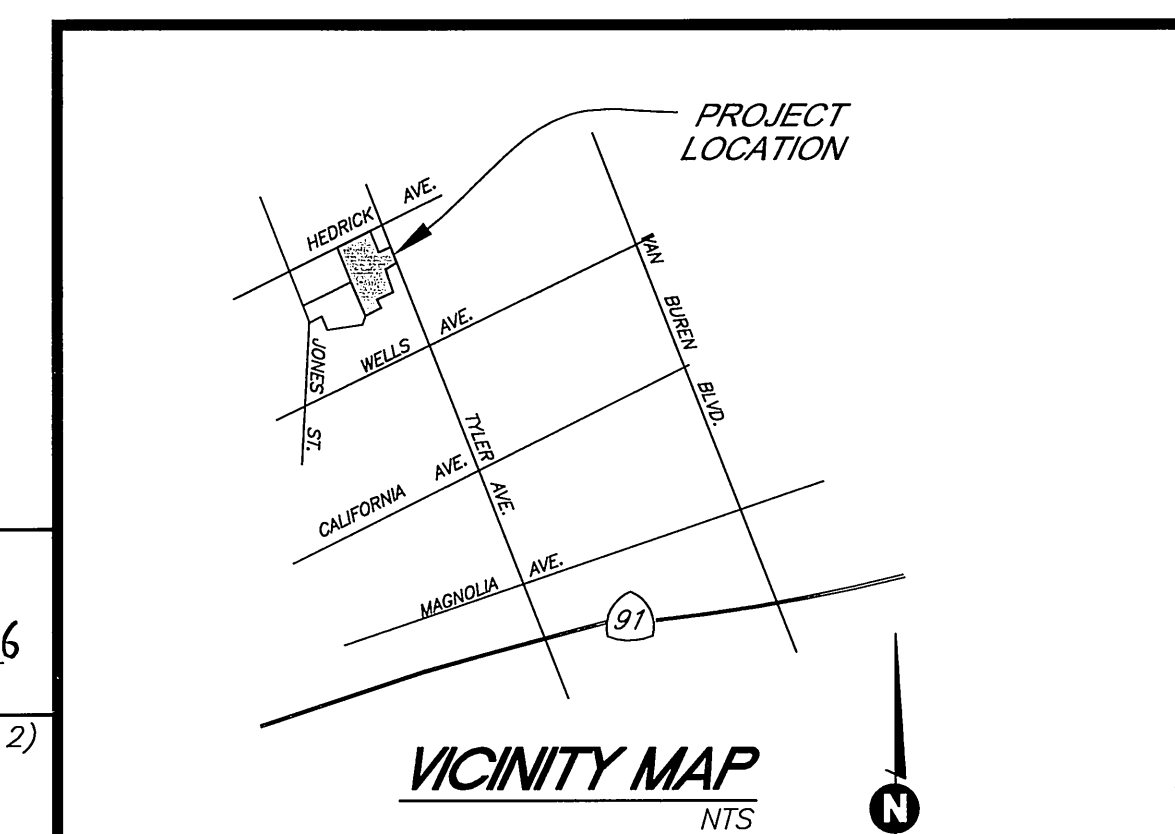 PROJECT
LOCATION
HEDRICK AVE.
WELLS AVE.
VAN BUREN BLVD.
JONES ST.
TYLER AVE.
CALIFORNIA AVE.
MAGNOLIA AVE.
91
6
2)
VICINITY MAP
NTS
N